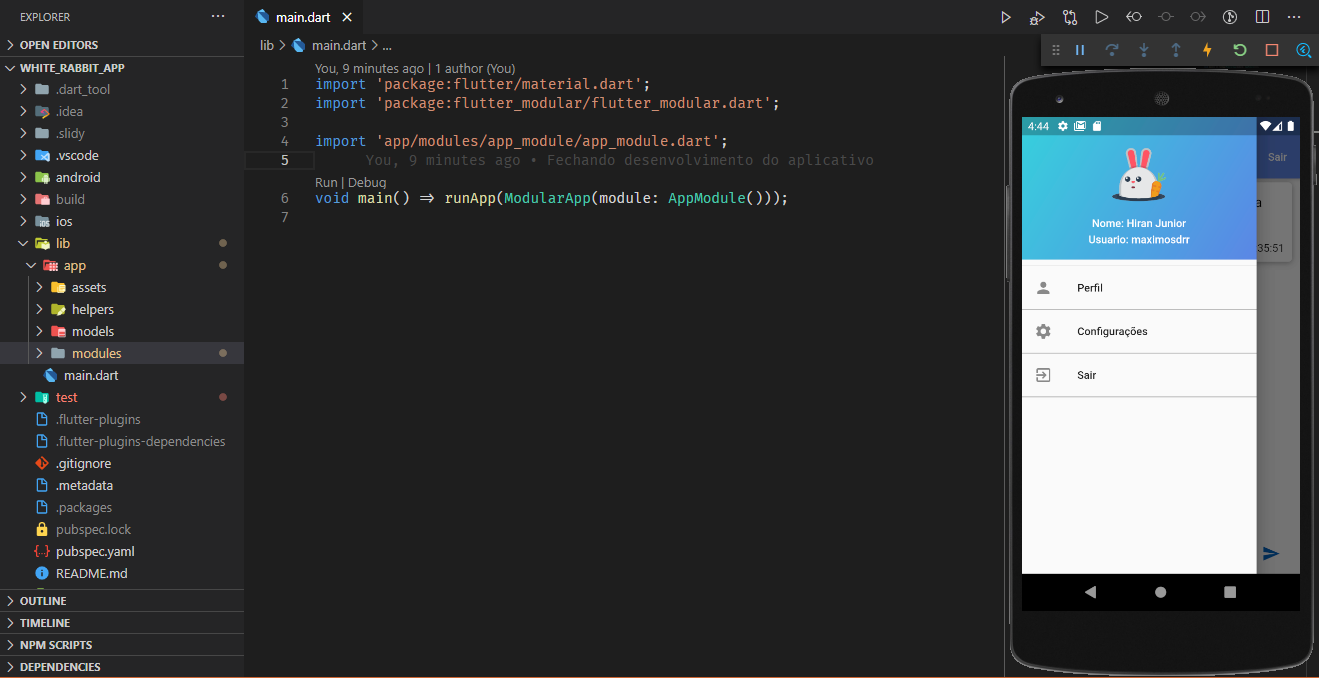 EXPLORER
OPEN EDITORS
WHITE_RABBIT_APP
.dart_tool
.idea
.slidy
.vscode
android
build
ios
lib
app
assets
helpers
models
modules
main.dart
test
.flutter-plugins
.flutter-plugins-dependencies
.gitignore
.metadata
.packages
pubspec.lock
pubspec.yaml
README.md
OUTLINE
TIMELINE
NPM SCRIPTS
DEPENDENCIES
main.dart
lib > main.dart > ...
You, 9 minutes ago | 1 author (You)
1 import 'package:flutter/material.dart';
2 import 'package:flutter_modular/flutter_modular.dart';
3
4 import 'app/modules/app_module/app_module.dart';
5 You, 9 minutes ago • Fechando desenvolvimento do aplicativo
Run | Debug
6 void main() => runApp(ModularApp(module: AppModule()));
7
4:44
Sair
Nome: Hiran Junior
Usuario: maximosdrr
a
35:51
Perfil
Configurações
Sair